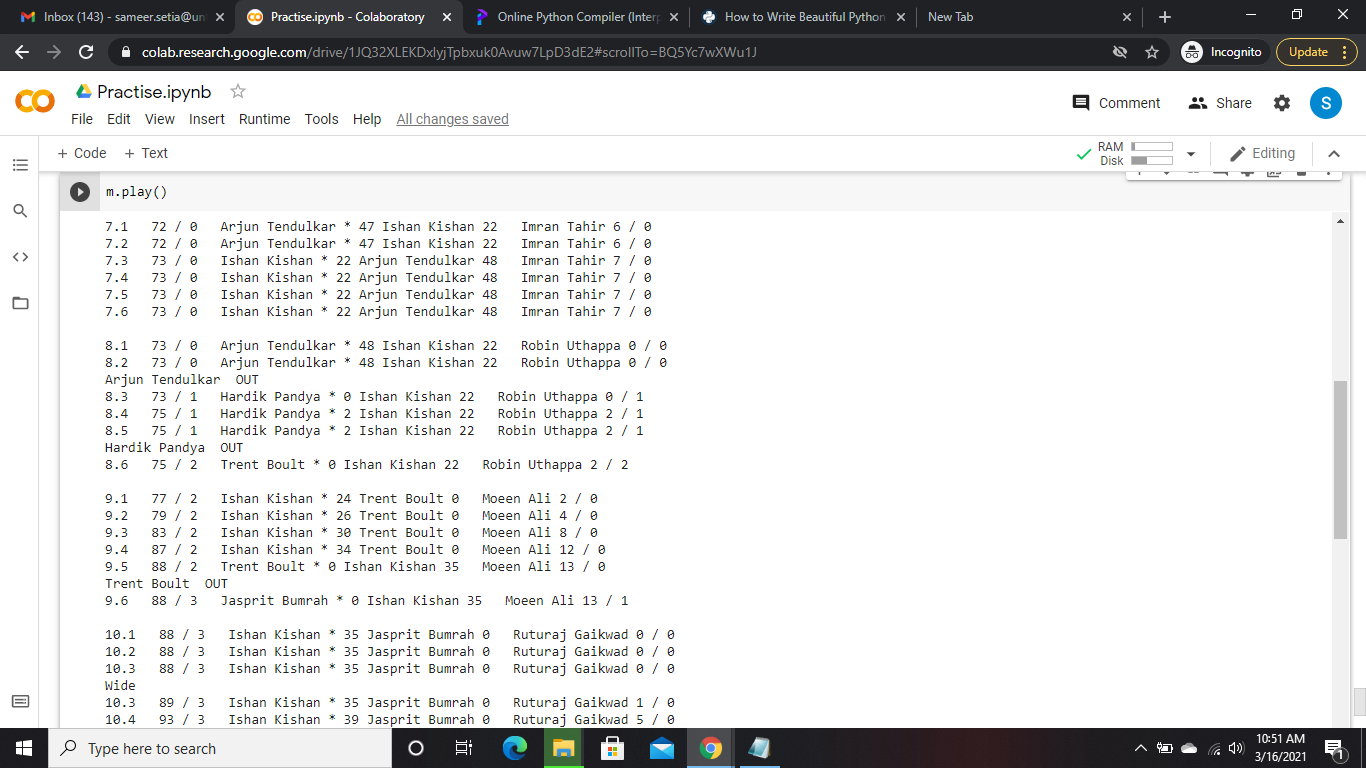 Inbox (143) - sameer.setia@un
Practise.ipynb - Colaboratory
Online Python Compiler (Inter
How to Write Beautiful Python
New Tab
colab.research.google.com/drive/1JQ32XLEKDxlyjTpbxuk0Avuw7LpD3dE2#scrollTo=BQ5Yc7wXWu1J
Incognito
Update
CO
Practise.ipynb
Comment
Share
S
File Edit View Insert Runtime Tools Help All changes saved
+ Code + Text
RAM
Disk
Editing
m.play()
7.1 72 / 0 Arjun Tendulkar * 47 Ishan Kishan 22 Imran Tahir 6 / 0
7.2 72 / 0 Arjun Tendulkar * 47 Ishan Kishan 22 Imran Tahir 6 / 0
7.3 73 / 0 Ishan Kishan * 22 Arjun Tendulkar 48 Imran Tahir 7 / 0
7.4 73 / 0 Ishan Kishan * 22 Arjun Tendulkar 48 Imran Tahir 7 / 0
7.5 73 / 0 Ishan Kishan * 22 Arjun Tendulkar 48 Imran Tahir 7 / 0
7.6 73 / 0 Ishan Kishan * 22 Arjun Tendulkar 48 Imran Tahir 7 / 0
8.1 73 / 0 Arjun Tendulkar * 48 Ishan Kishan 22 Robin Uthappa 0 / 0
8.2 73 / 0 Arjun Tendulkar * 48 Ishan Kishan 22 Robin Uthappa 0 / 0
Arjun Tendulkar OUT
8.3 73 / 1 Hardik Pandya * 0 Ishan Kishan 22 Robin Uthappa 0 / 1
8.4 75 / 1 Hardik Pandya * 2 Ishan Kishan 22 Robin Uthappa 2 / 1
8.5 75 / 1 Hardik Pandya * 2 Ishan Kishan 22 Robin Uthappa 2 / 1
Hardik Pandya OUT
8.6 75 / 2 Trent Boult * 0 Ishan Kishan 22 Robin Uthappa 2 / 2
9.1 77 / 2 Ishan Kishan * 24 Trent Boult 0 Moeen Ali 2 / 0
9.2 79 / 2 Ishan Kishan * 26 Trent Boult 0 Moeen Ali 4 / 0
9.3 83 / 2 Ishan Kishan * 30 Trent Boult 0 Moeen Ali 8 / 0
9.4 87 / 2 Ishan Kishan * 34 Trent Boult 0 Moeen Ali 12 / 0
9.5 88 / 2 Trent Boult * 0 Ishan Kishan 35 Moeen Ali 13 / 0
Trent Boult OUT
9.6 88 / 3 Jasprit Bumrah * 0 Ishan Kishan 35 Moeen Ali 13 / 1
10.1 88 / 3 Ishan Kishan * 35 Jasprit Bumrah 0 Ruturaj Gaikwad 0 / 0
10.2 88 / 3 Ishan Kishan * 35 Jasprit Bumrah 0 Ruturaj Gaikwad 0 / 0
10.3 88 / 3 Ishan Kishan * 35 Jasprit Bumrah 0 Ruturaj Gaikwad 0 / 0
Wide
10.3 89 / 3 Ishan Kishan * 35 Jasprit Bumrah 0 Ruturaj Gaikwad 1 / 0
10.4 93 / 3 Ishan Kishan * 39 Jasprit Bumrah 0 Ruturaj Gaikwad 5 / 0
Type here to search
10:51 AM
3/16/2021
1